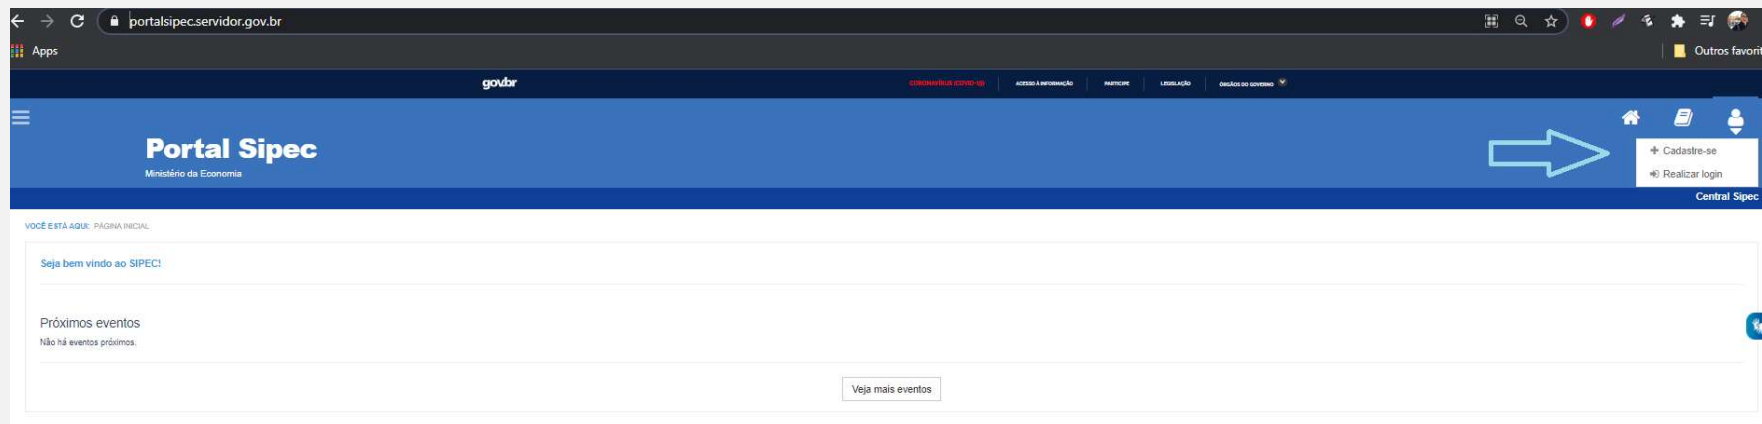 portalsipec.servidor.gov.br
Apps
Outros favorit
gov.br
CORONAVÍRUS (COVID-19) ACESSO À INFORMAÇÃO PARTICIPE LEGISLAÇÃO ÓRGÃOS DO GOVERNO
Portal Sipec
Ministério da Economia
Cadastre-se
Realizar login
Central Sipec
VOCÊ ESTÁ AQUI: PÁGINA INICIAL
Seja bem vindo ao SIPEC!
Próximos eventos
Não há eventos próximos.
Veja mais eventos